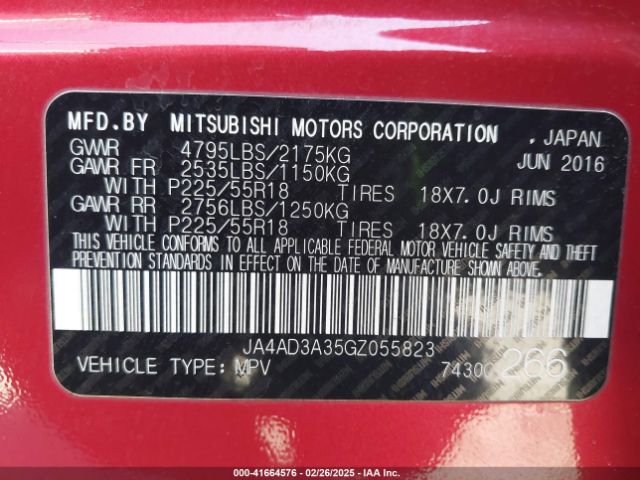 MFD.BY MITSUBISHI MOTORS CORPORATION , JAPAN
GVWR 4795LBS/2175KG JUN 2016
GAWR FR 2535LBS/1150KG
WITH P225/55R18 TIRES 18X7.0J RIMS
GAWR RR 2756LBS/1250KG
WITH P225/55R18 TIRES 18X7.0J RIMS
THIS VEHICLE CONFORMS TO ALL APPLICABLE FEDERAL MOTOR VEHICLE SAFETY AND THEFT
PREVENTION STANDARDS IN EFFECT ON THE DATE OF MANUFACTURE SHOWN ABOVE.
JA4AD3A35GZ055823
VEHICLE TYPE: MPV 7430C 266
000-41664576 - 02/26/2025 - IAA Inc.